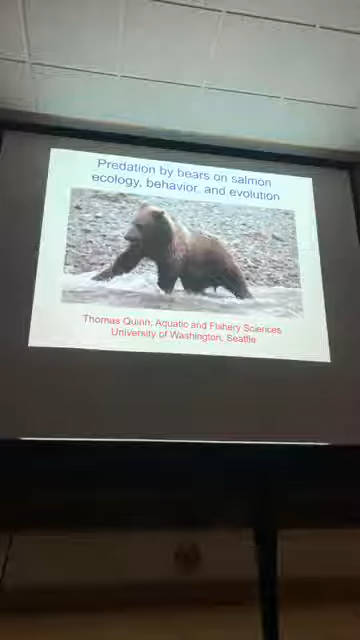 Predation by bears on salmon
ecology, behavior, and evolution
Thomas Quinn, Aquatic and Fishery Sciences
University of Washington, Seattle